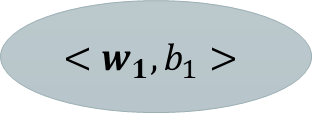 < w₁, b₁ >